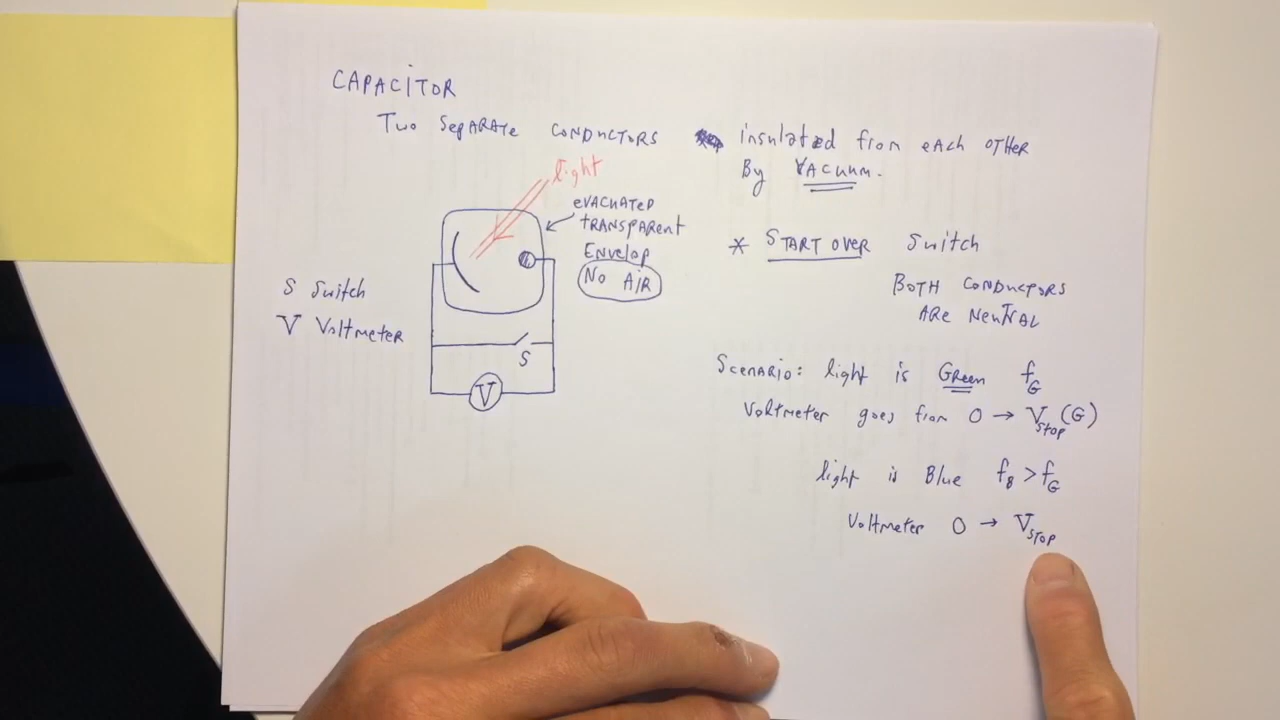 CAPACITOR
Two SepARATE CONDUCTORS insulated from eAch OTHER
By VACUUM.
light
eVACUATED
TRANSPArent
Envelop
No AiR
S Switch
V Voltmeter
S
V
* START OVER Switch
BOTH CONDUCTORS
ARe NeuTRAL
Scenario: light is Green fG
Voltmeter goes from 0 → VSTOP(G)
light is Blue fB > fG
Voltmeter 0 → VSTOP